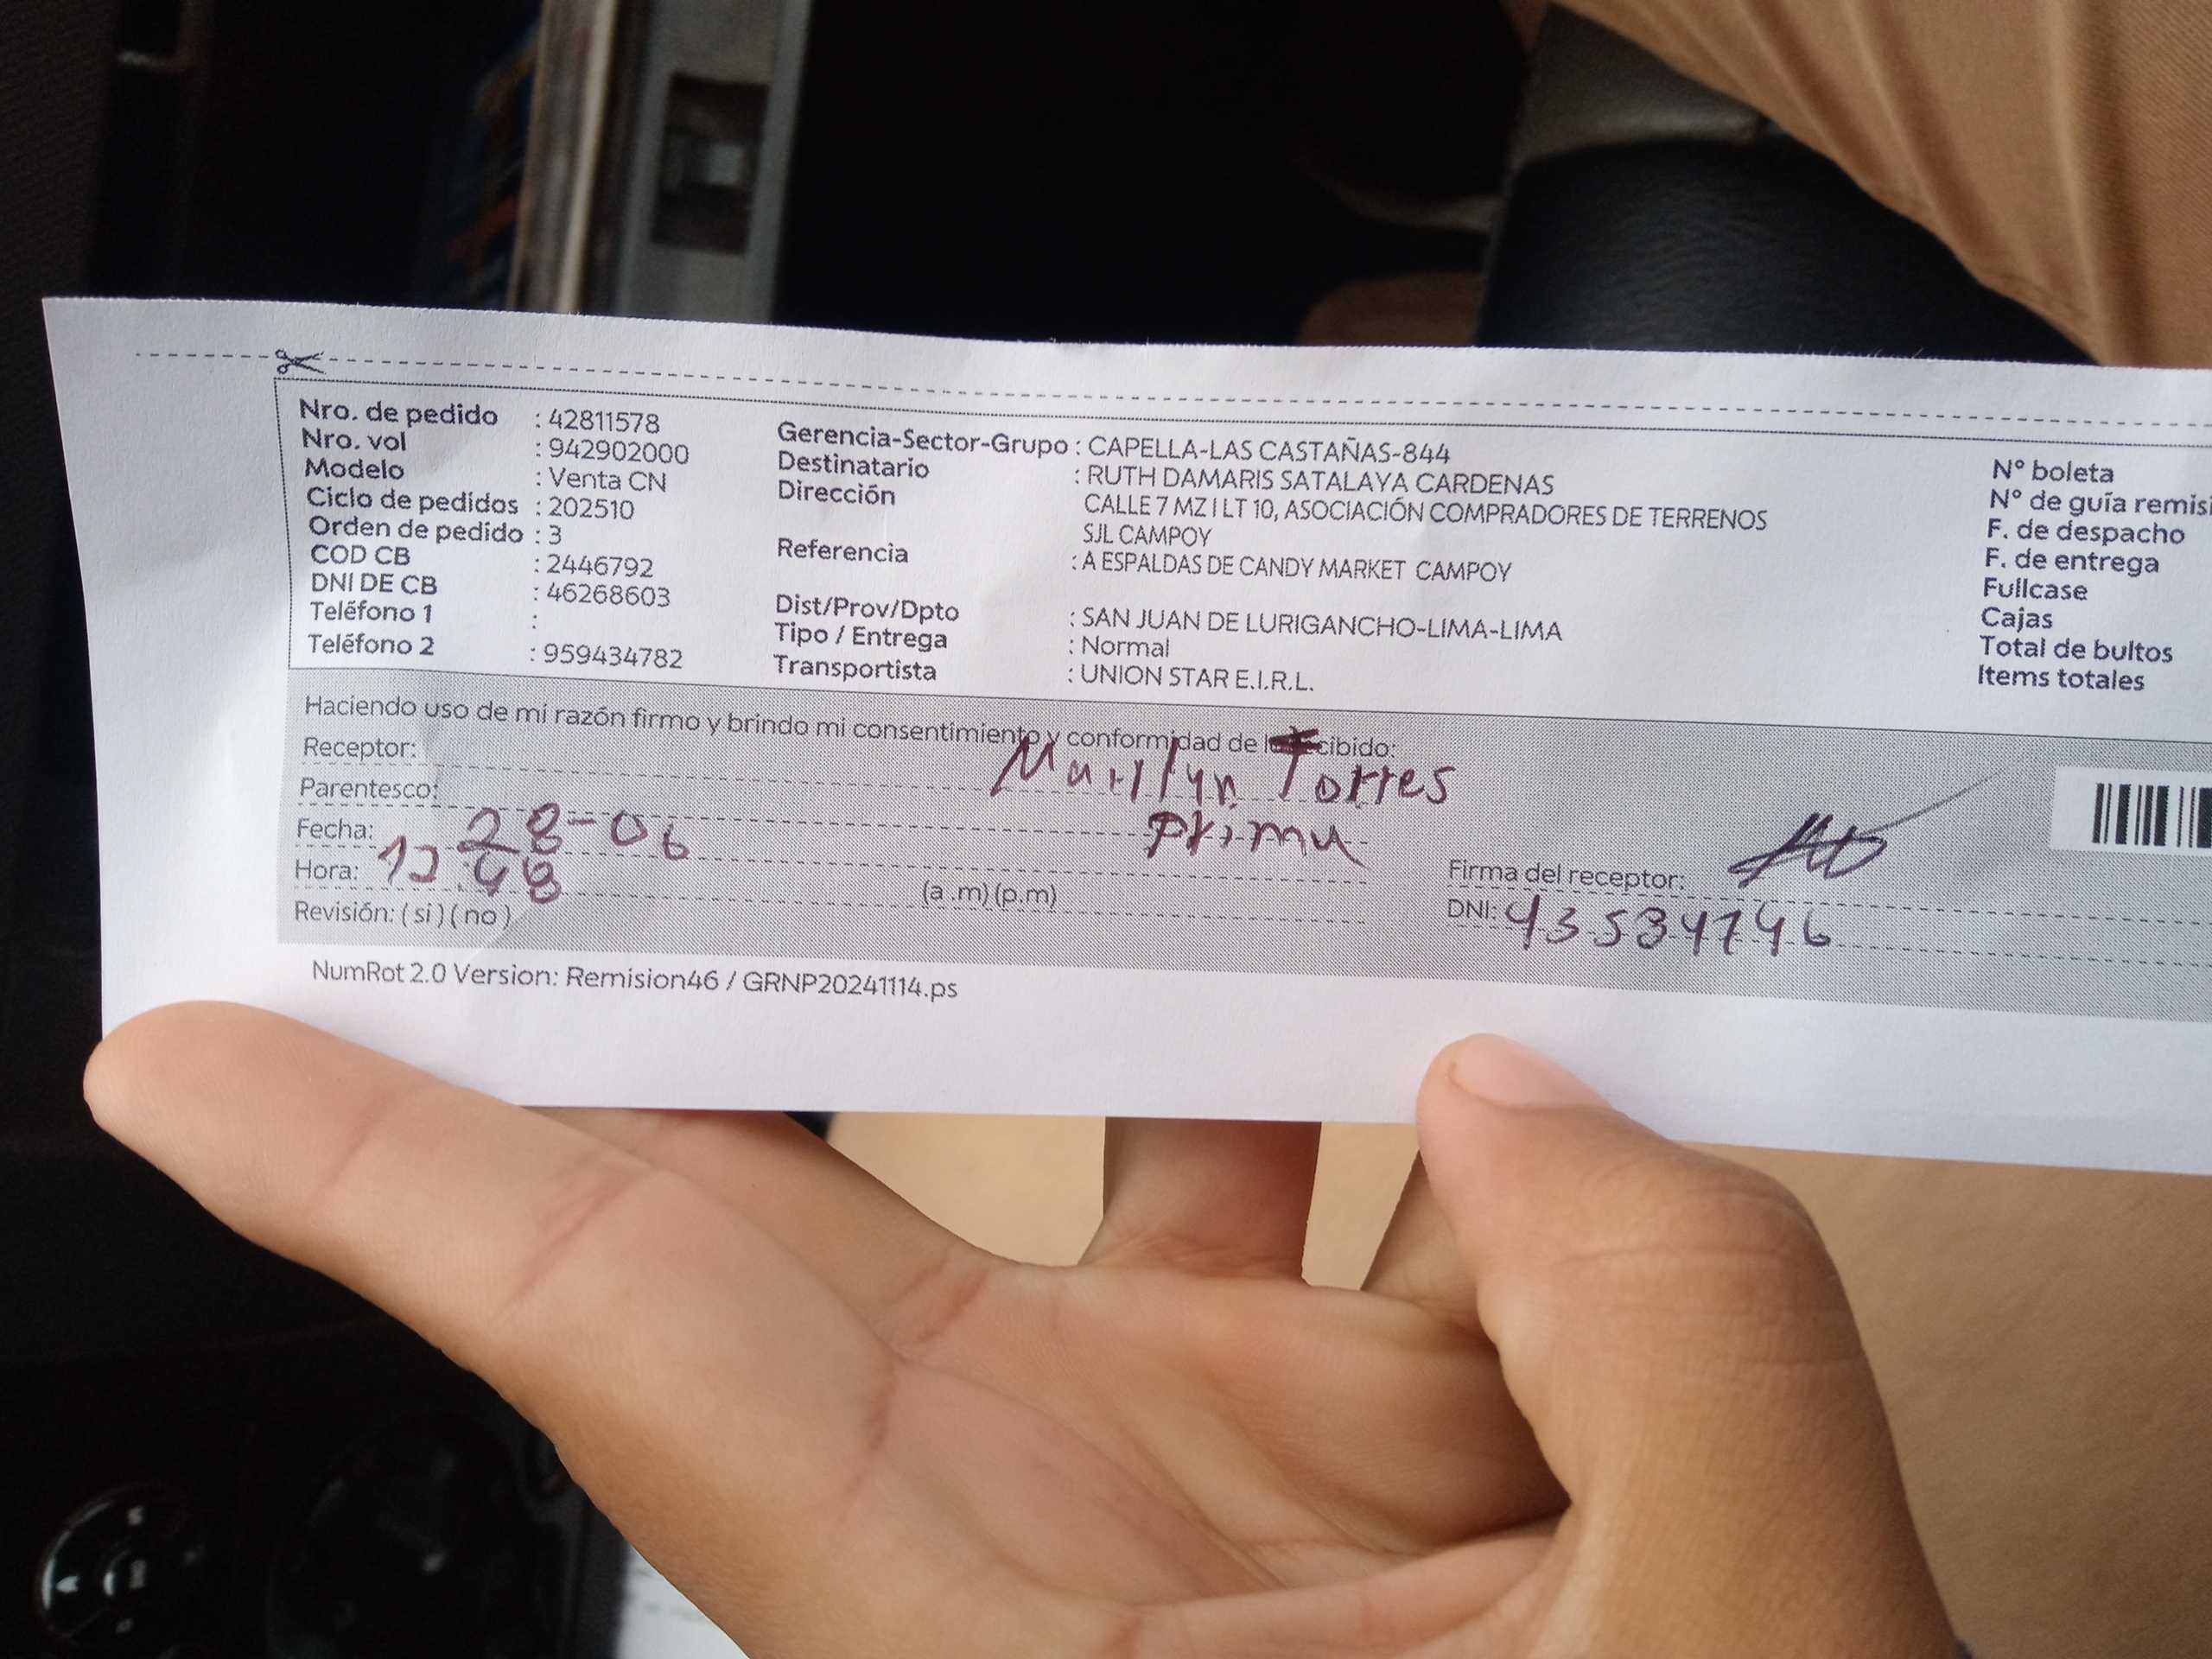 Nro. de pedido : 42811578
Nro. vol : 942902000
Modelo : Venta CN
Ciclo de pedidos : 202510
Orden de pedido : 3
COD CB : 2446792
DNI DE CB : 46268603
Teléfono 1 :
Teléfono 2 : 959434782
Gerencia-Sector-Grupo : CAPELLA-LAS CASTAÑAS-844
Destinatario : RUTH DAMARIS SATALAYA CARDENAS
Dirección CALLE 7 MZ I LT 10, ASOCIACIÓN COMPRADORES DE TERRENOS
SJL CAMPOY
Referencia : A ESPALDAS DE CANDY MARKET CAMPOY
Dist/Prov/Dpto : SAN JUAN DE LURIGANCHO-LIMA-LIMA
Tipo / Entrega : Normal
Transportista : UNION STAR E.I.R.L.
N° boleta
N° de guía remisi
F. de despacho
F. de entrega
Fullcase
Cajas
Total de bultos
Items totales
Haciendo uso de mi razón firmo y brindo mi consentimiento y conformidad de lo recibido:
Receptor: Marilyn Torres
Parentesco: prima
Fecha: 28-06
Hora: 12:48 (a .m) (p.m)
Revisión: ( si ) ( no )
Firma del receptor:
DNI: 43534746
NumRot 2.0 Version: Remision46 / GRNP20241114.ps